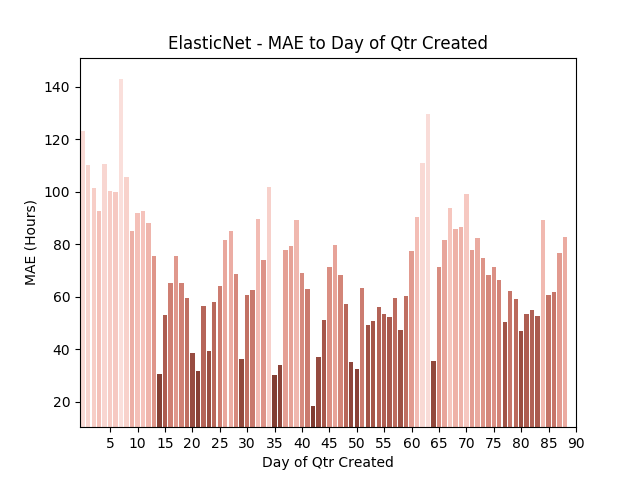 ElasticNet - MAE to Day of Qtr Created
MAE (Hours)
140
120
100
80
60
40
20
5 10 15 20 25 30 35 40 45 50 55 60 65 70 75 80 85 90
Day of Qtr Created